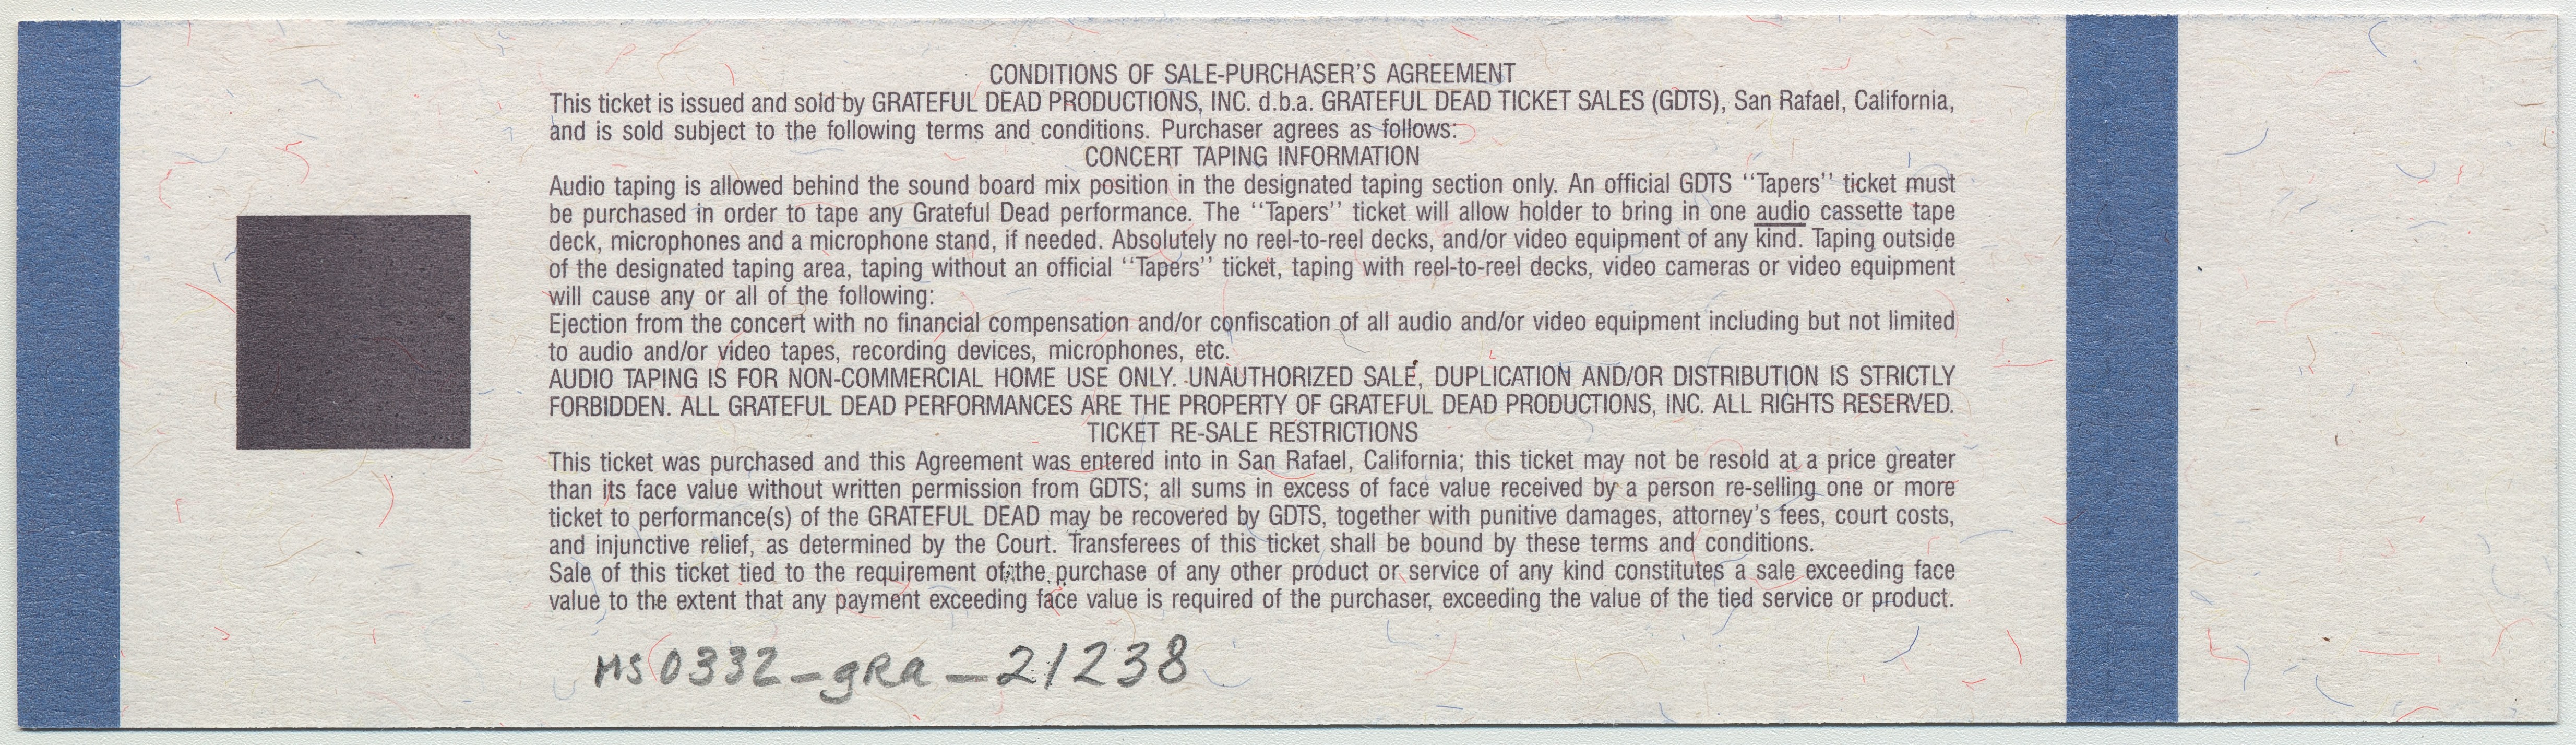 CONDITIONS OF SALE-PURCHASER'S AGREEMENT
This ticket is issued and sold by GRATEFUL DEAD PRODUCTIONS, INC. d.b.a. GRATEFUL DEAD TICKET SALES (GDTS), San Rafael, California,
and is sold subject to the following terms and conditions. Purchaser agrees as follows:
CONCERT TAPING INFORMATION
Audio taping is allowed behind the sound board mix position in the designated taping section only. An official GDTS ‘‘Tapers’’ ticket must
be purchased in order to tape any Grateful Dead performance. The ‘‘Tapers’’ ticket will allow holder to bring in one audio cassette tape
deck, microphones and a microphone stand, if needed. Absolutely no reel-to-reel decks, and/or video equipment of any kind. Taping outside
of the designated taping area, taping without an official ‘‘Tapers’’ ticket, taping with reel-to-reel decks, video cameras or video equipment
will cause any or all of the following:
Ejection from the concert with no financial compensation and/or confiscation of all audio and/or video equipment including but not limited
to audio and/or video tapes, recording devices, microphones, etc.
AUDIO TAPING IS FOR NON-COMMERCIAL HOME USE ONLY. UNAUTHORIZED SALE, DUPLICATION AND/OR DISTRIBUTION IS STRICTLY
FORBIDDEN. ALL GRATEFUL DEAD PERFORMANCES ARE THE PROPERTY OF GRATEFUL DEAD PRODUCTIONS, INC. ALL RIGHTS RESERVED.
TICKET RE-SALE RESTRICTIONS
This ticket was purchased and this Agreement was entered into in San Rafael, California; this ticket may not be resold at a price greater
than its face value without written permission from GDTS; all sums in excess of face value received by a person re-selling one or more
ticket to performance(s) of the GRATEFUL DEAD may be recovered by GDTS, together with punitive damages, attorney's fees, court costs,
and injunctive relief, as determined by the Court. Transferees of this ticket shall be bound by these terms and conditions.
Sale of this ticket tied to the requirement of the purchase of any other product or service of any kind constitutes a sale exceeding face
value to the extent that any payment exceeding face value is required of the purchaser, exceeding the value of the tied service or product.
MS0332-gRa-21238